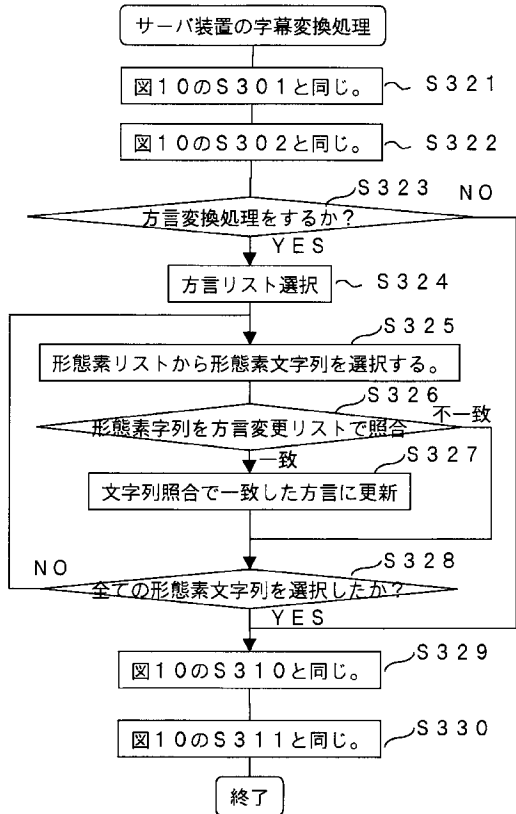 サーバ装置の字幕変換処理
図10のS301と同じ。
S321
図10のS302と同じ。
S322
S323
NO
方言変換処理をするか?
YES
方言リスト選択
S324
S325
形態素リストから形態素文字列を選択する。
S326
不一致
形態素字列を方言変更リストで照合
一致
S327
文字列照合で一致した方言に更新
S328
NO
全ての形態素文字列を選択したか?
YES
図10のS310と同じ。
S329
図10のS311と同じ。
S330
終了